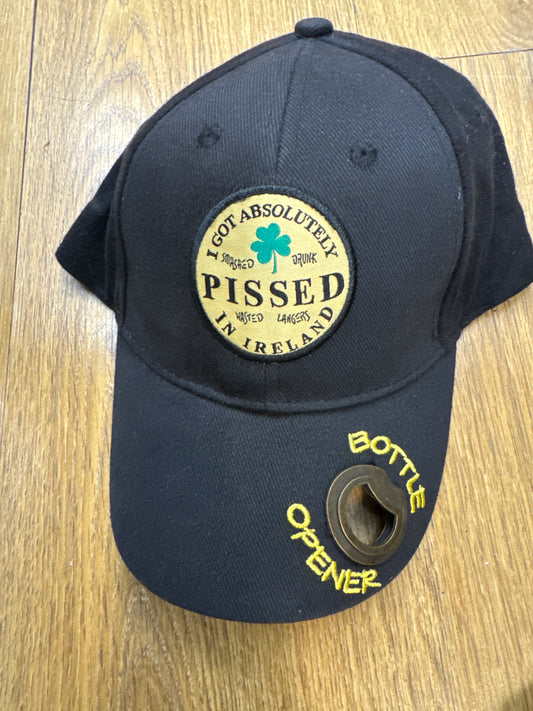 I GOT ABSOLUTELY
SMASHED DRUNK
PISSED
WASTED LANGERS
IN IRELAND
BOTTLE
OPENER